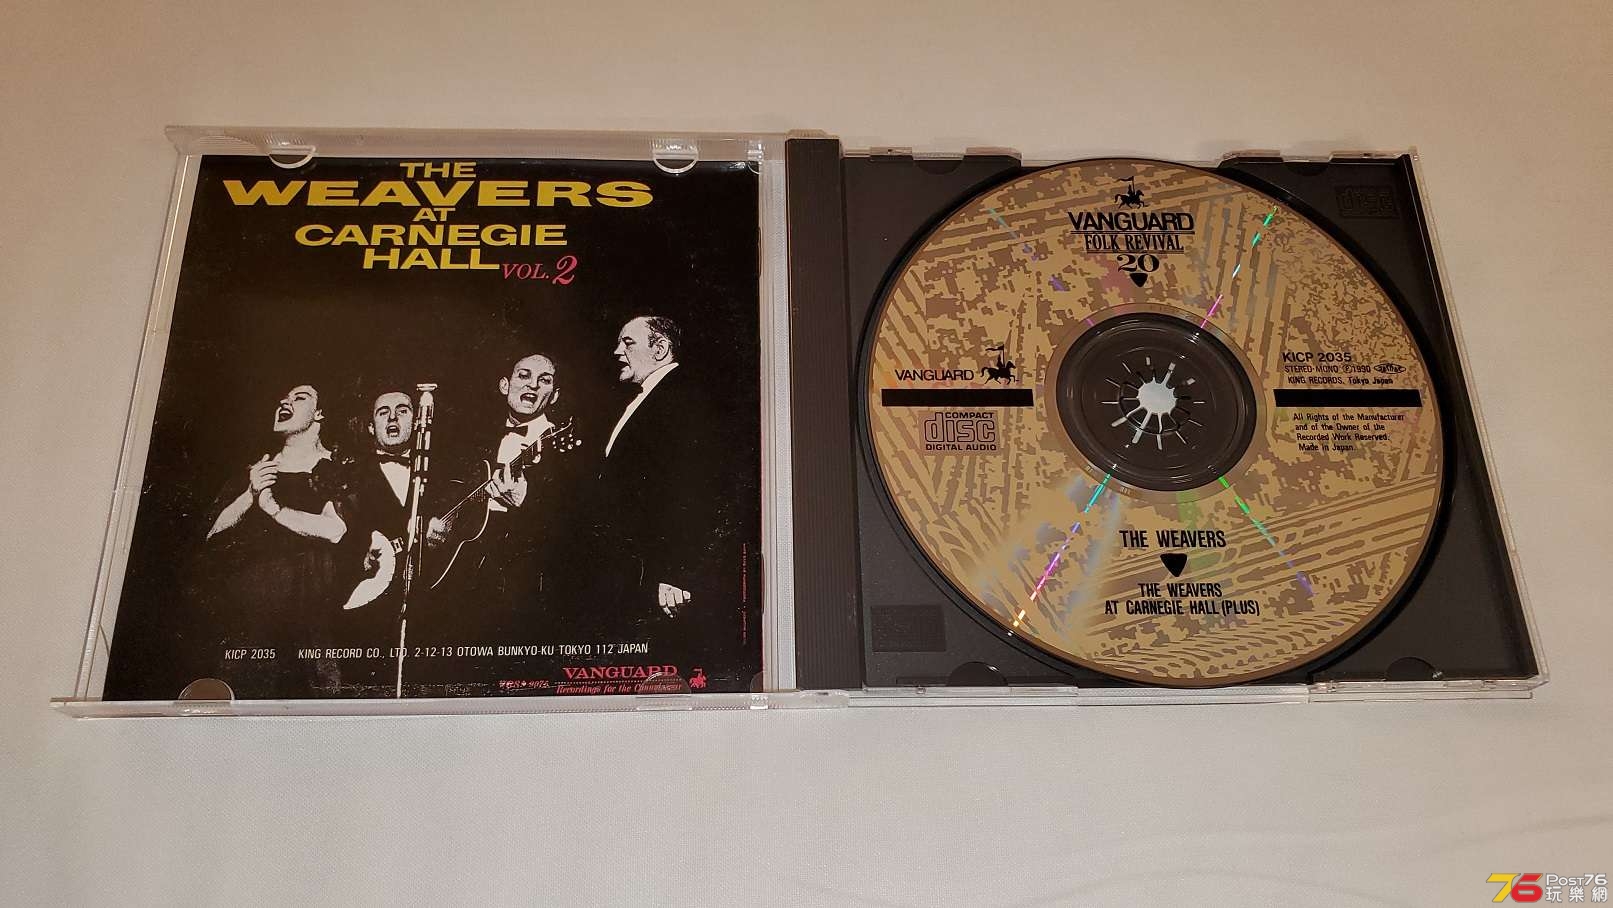 THE
WEAVERS
AT
CARNEGIE
HALL VOL. 2
KICP 2035 KING RECORD CO., LTD. 2-12-13 OTOWA BUNKYO-KU TOKYO 112 JAPAN
VANGUARD
Recordings for the Connoisseur
VANGUARD
FOLK REVIVAL
20
VANGUARD
COMPACT
disc
DIGITAL AUDIO
KICP 2035
STEREO·MONO Ⓟ1990
KING RECORDS, Tokyo Japan
All Rights of the Manufacturer
and of the Owner of the
Recorded Work Reserved.
Made in Japan.
THE WEAVERS
THE WEAVERS
AT CARNEGIE HALL (PLUS)
disc
76 POST76
玩樂網